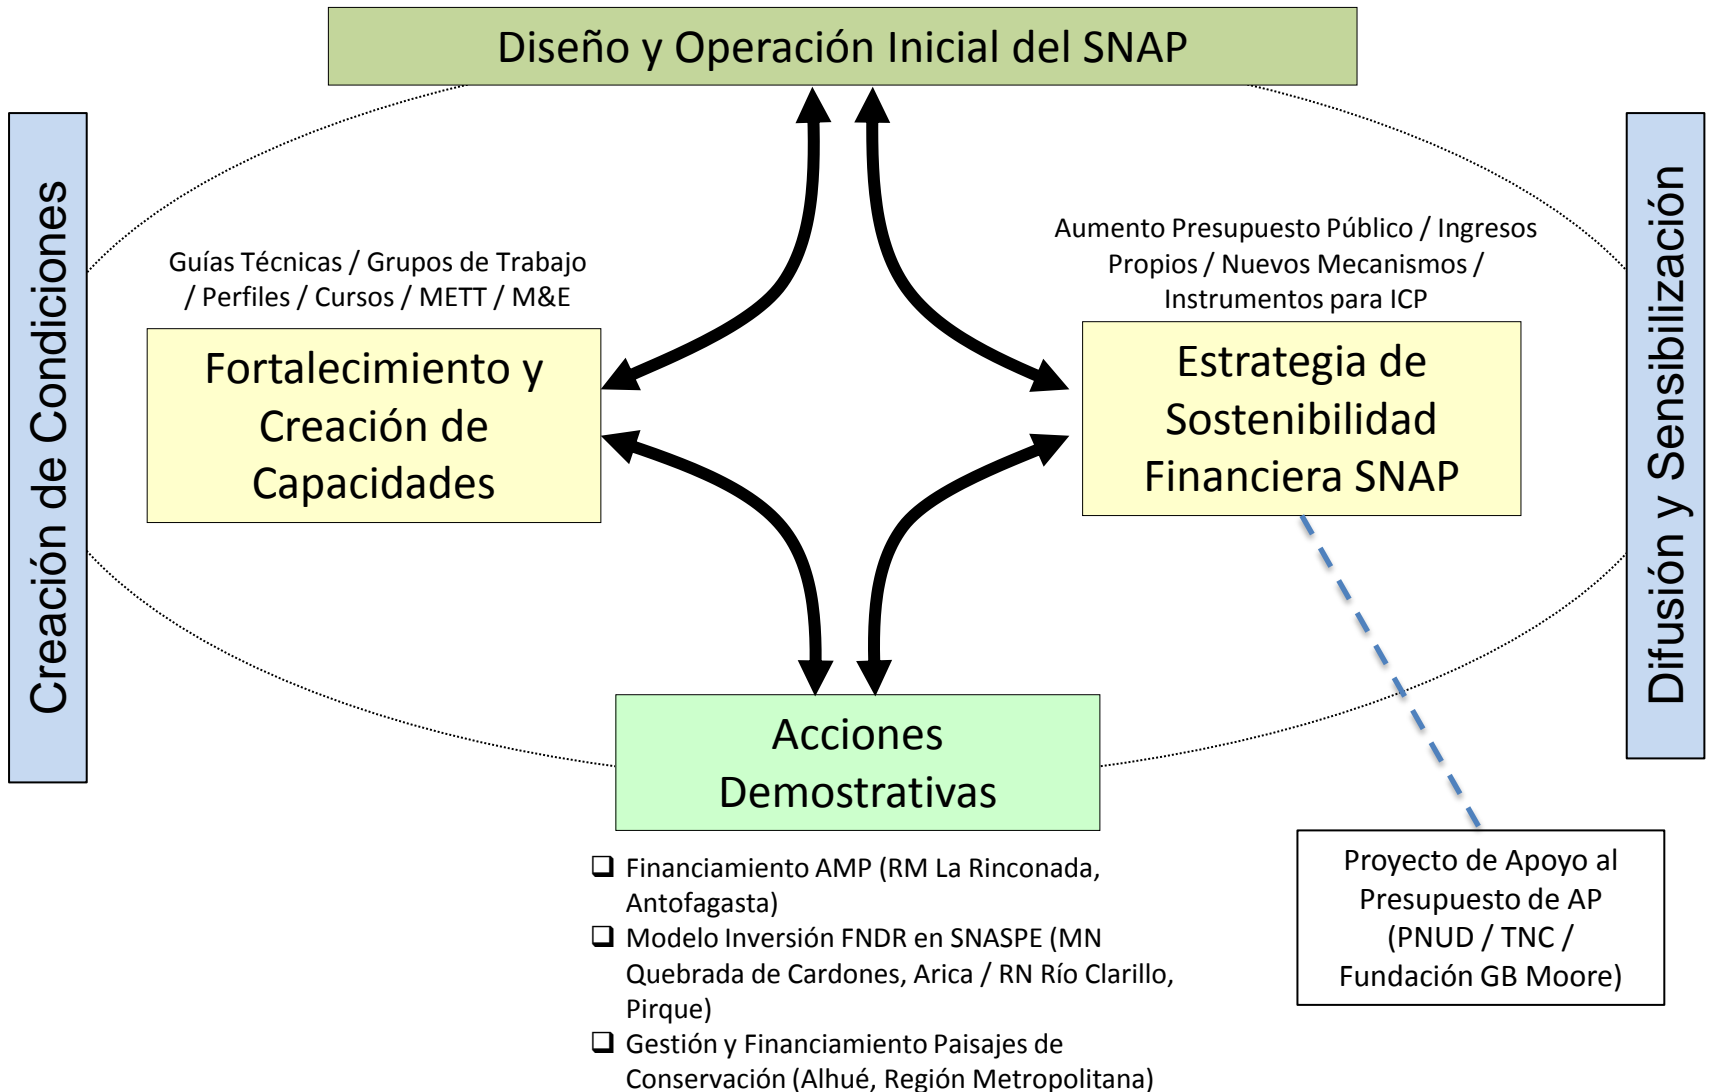 Diseño y Operación Inicial del SNAP
Creación de Condiciones
Guías Técnicas / Grupos de Trabajo
/ Perfiles / Cursos / METT / M&E
Fortalecimiento y
Creación de
Capacidades
Aumento Presupuesto Público / Ingresos
Propios / Nuevos Mecanismos /
Instrumentos para ICP
Estrategia de
Sostenibilidad
Financiera SNAP
Difusión y Sensibilización
Acciones
Demostrativas
Financiamiento AMP (RM La Rinconada,
Antofagasta)
Modelo Inversión FNDR en SNASPE (MN
Quebrada de Cardones, Arica / RN Río Clarillo,
Pirque)
Gestión y Financiamiento Paisajes de
Conservación (Alhué, Región Metropolitana)
Proyecto de Apoyo al
Presupuesto de AP
(PNUD / TNC /
Fundación GB Moore)